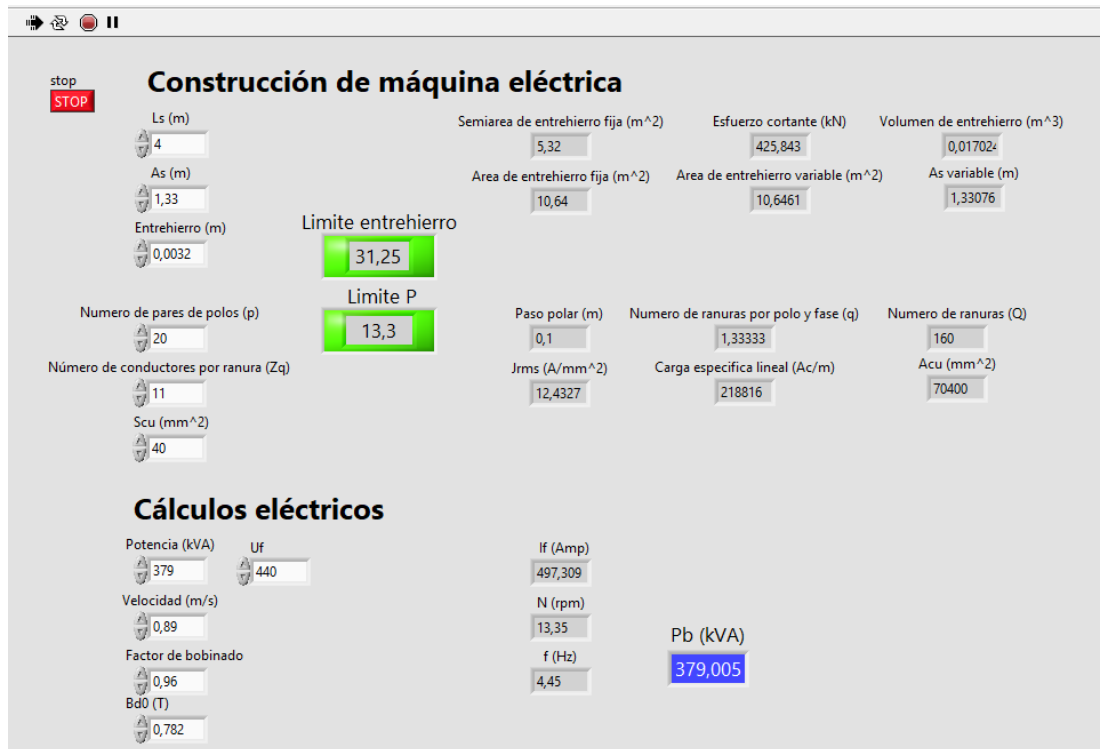 stop
STOP
Construcción de máquina eléctrica
Ls (m)
4
Semiarea de entrehierro fija (m^2)
5,32
Esfuerzo cortante (kN)
425,843
Volumen de entrehierro (m^3)
0,017024
As (m)
1,33
Area de entrehierro fija (m^2)
10,64
Area de entrehierro variable (m^2)
10,6461
As variable (m)
1,33076
Entrehierro (m)
0,0032
Limite entrehierro
31,25
Limite P
13,3
Numero de pares de polos (p)
20
Paso polar (m)
0,1
Numero de ranuras por polo y fase (q)
1,33333
Numero de ranuras (Q)
160
Número de conductores por ranura (Zq)
11
Jrms (A/mm^2)
12,4327
Carga especifica lineal (Ac/m)
218816
Acu (mm^2)
70400
Scu (mm^2)
40
Cálculos eléctricos
Potencia (kVA)
379
Uf
440
If (Amp)
497,309
Velocidad (m/s)
0,89
N (rpm)
13,35
Pb (kVA)
379,005
Factor de bobinado
0,96
f (Hz)
4,45
Bd0 (T)
0,782